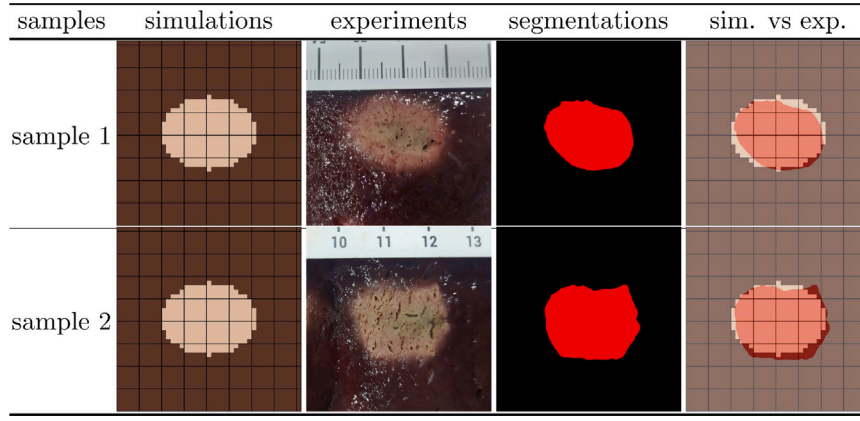 samples simulations experiments segmentations sim. vs exp.
sample 1
10 11 12 13
sample 2